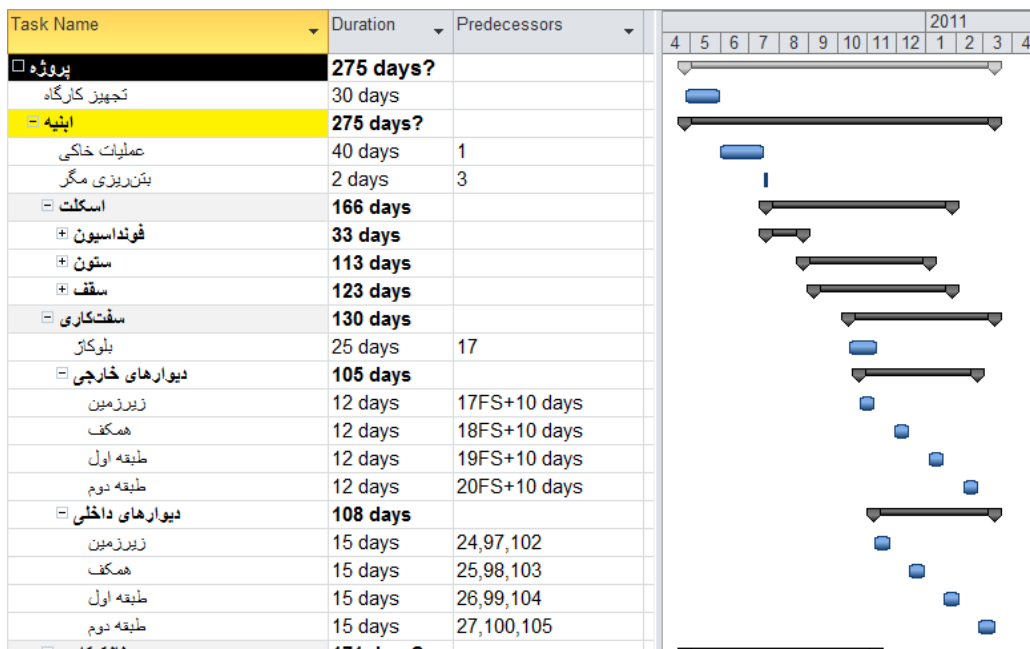 Task Name Duration Predecessors 2011
4 5 6 7 8 9 10 11 12 1 2 3 4
پروژه 275 days?
تجهیز کارگاه 30 days
ابنیه 275 days?
عملیات خاکی 40 days 1
بتن‌ریزی مگر 2 days 3
اسکلت 166 days
فونداسیون 33 days
ستون 113 days
سقف 123 days
سفت‌کاری 130 days
بلوکاژ 25 days 17
دیوارهای خارجی 105 days
زیرزمین 12 days 17FS+10 days
همکف 12 days 18FS+10 days
طبقه اول 12 days 19FS+10 days
طبقه دوم 12 days 20FS+10 days
دیوارهای داخلی 108 days
زیرزمین 15 days 24,97,102
همکف 15 days 25,98,103
طبقه اول 15 days 26,99,104
طبقه دوم 15 days 27,100,105